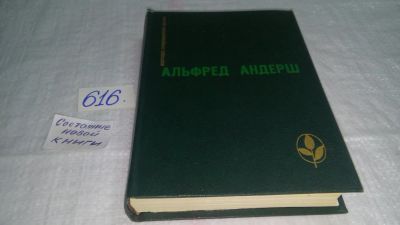 АЛЬФРЕД АНДЕРШ
616.
Состояние
новой
книги